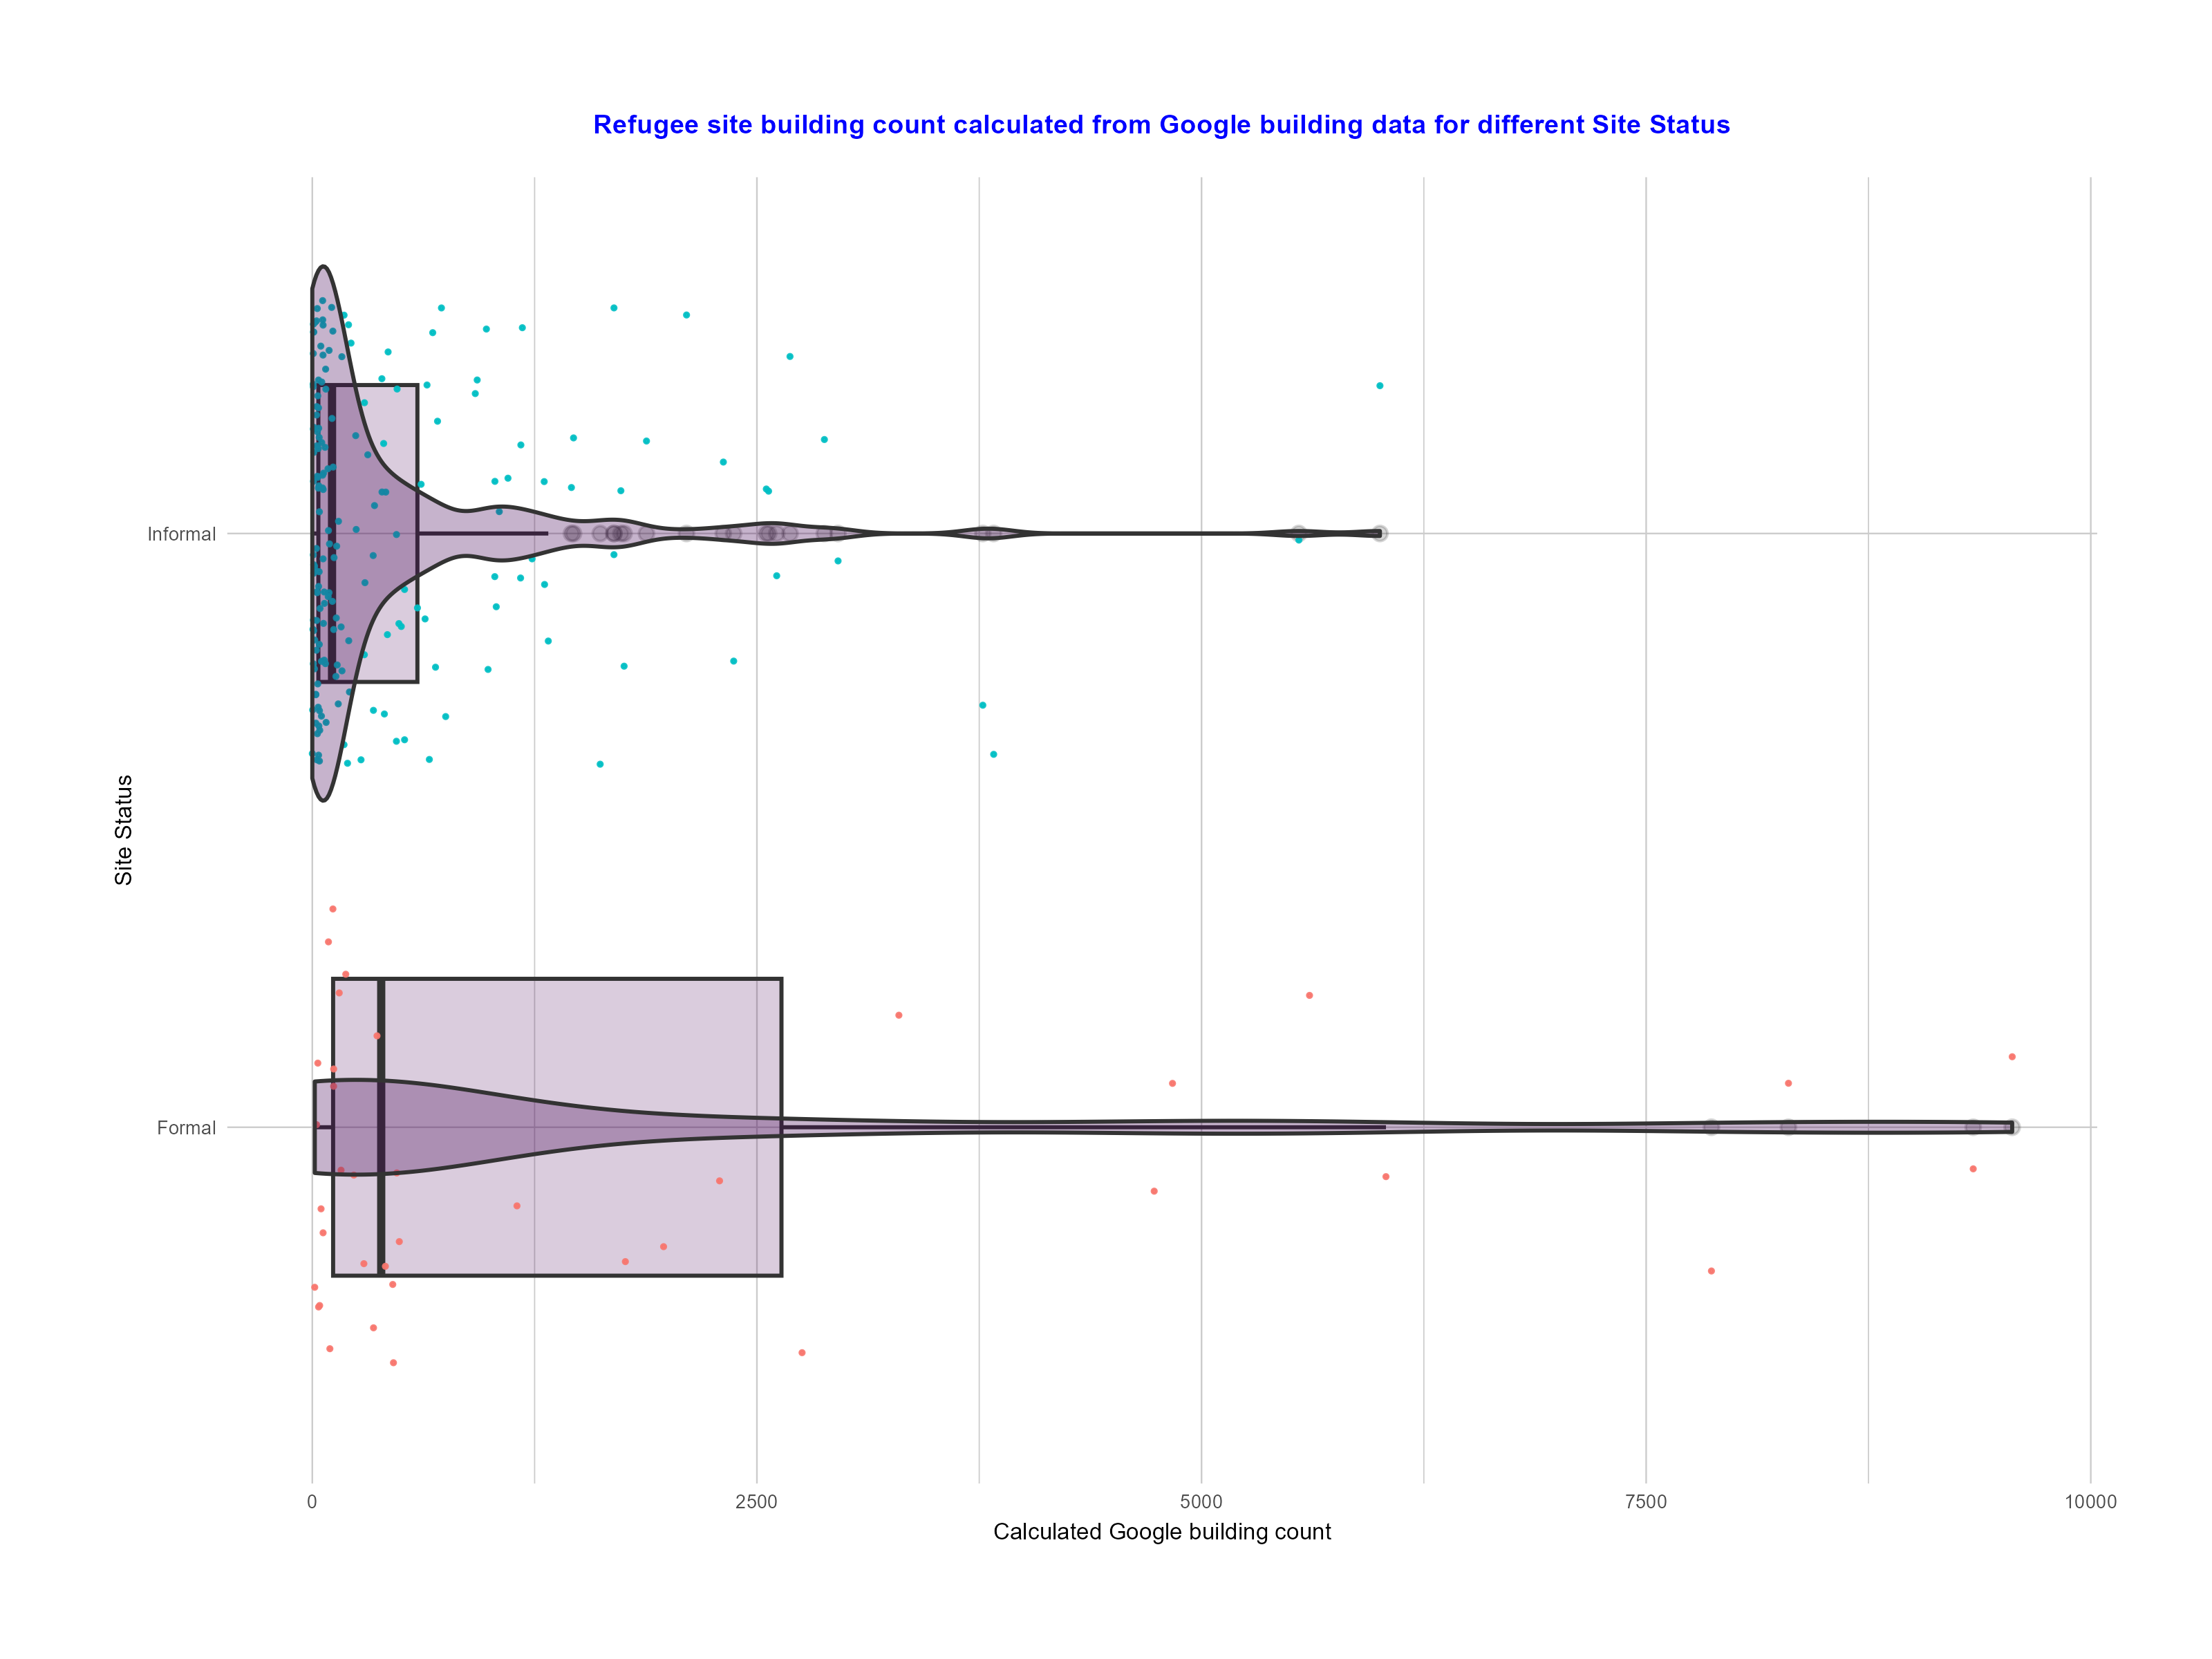 Refugee site building count calculated from Google building data for different Site Status
Site Status
Informal
Formal
0 2500 5000 7500 10000
Calculated Google building count